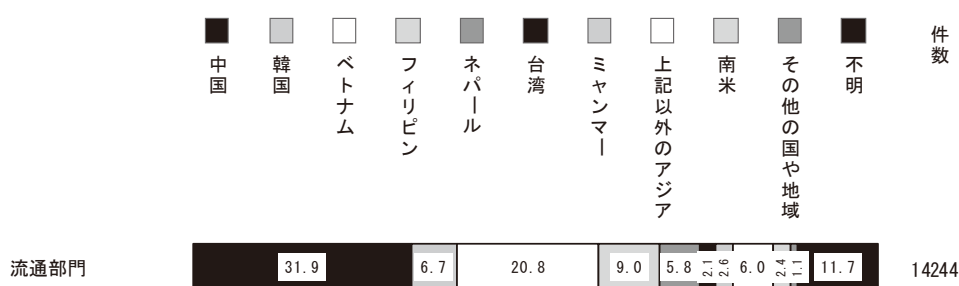 中国
韓国
ベトナム
フィリピン
ネパール
台湾
ミャンマー
上記以外のアジア
南米
その他の国や地域
不明
件数
流通部門 31.9 6.7 20.8 9.0 5.8 2.1 2.6 6.0 2.4 1.1 11.7 14244